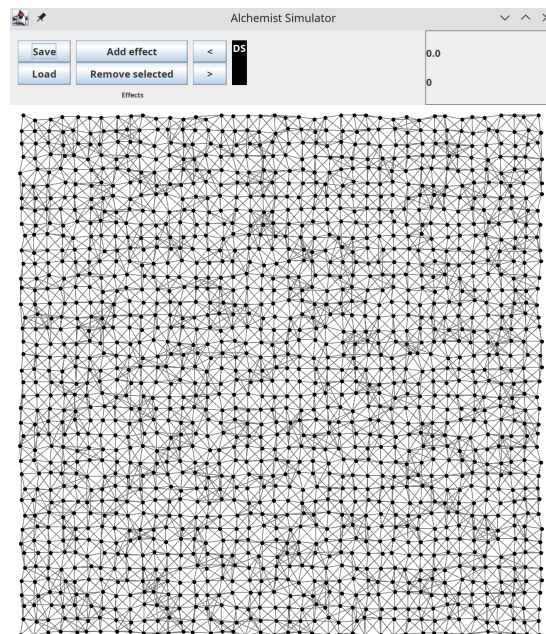 Alchemist Simulator
Save
Add effect
<
DS
0.0
Load
Remove selected
>
0
Effects